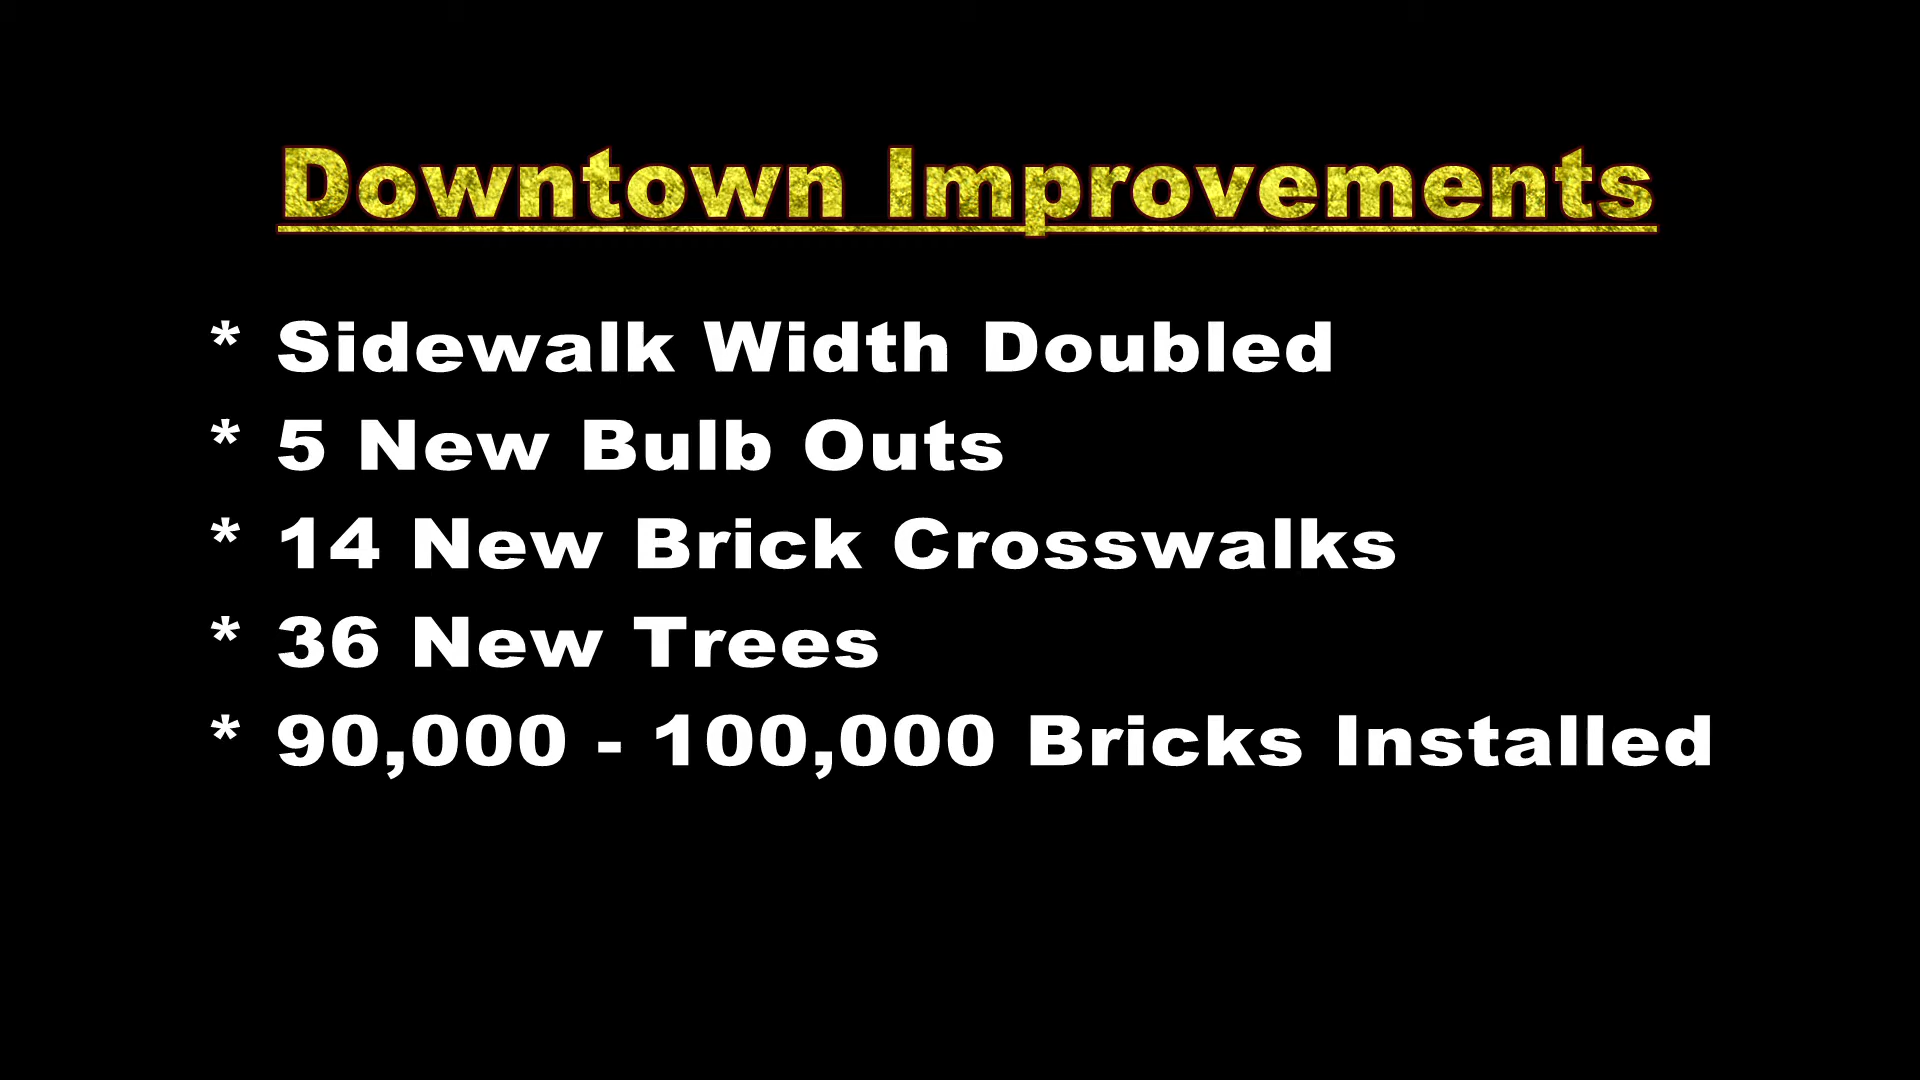 Downtown Improvements
* Sidewalk Width Doubled
* 5 New Bulb Outs
* 14 New Brick Crosswalks
* 36 New Trees
* 90,000 - 100,000 Bricks Installed